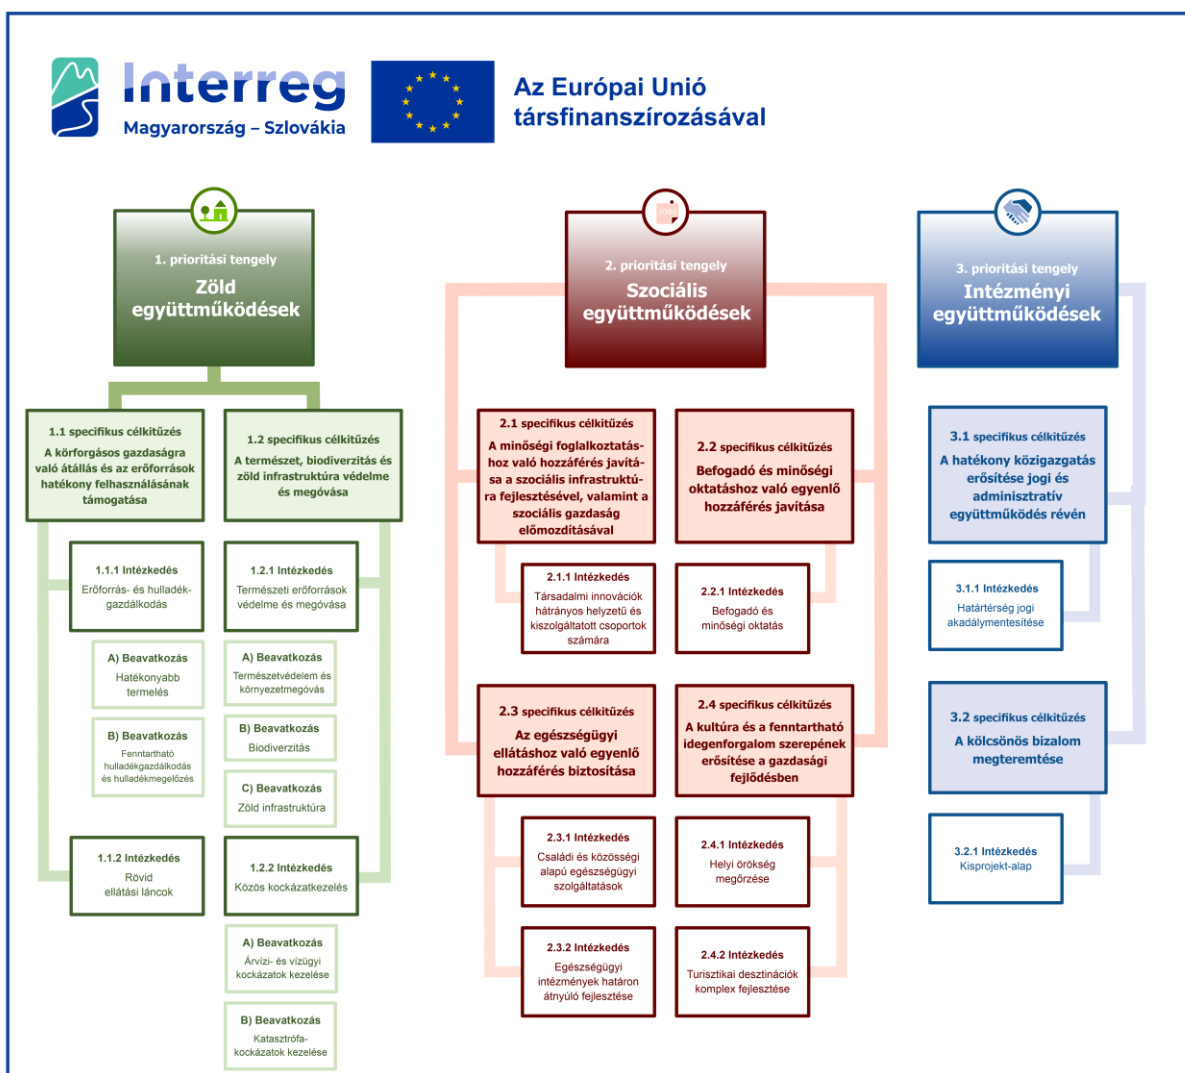 Interreg
Magyarország – Szlovákia
Az Európai Unió
társfinanszírozásával
1. prioritási tengely
Zöld
együttműködések
1.1 specifikus célkitűzés
A körforgásos gazdaságra
való átállás és az erőforrások
hatékony felhasználásának
támogatása
1.1.1 Intézkedés
Erőforrás- és hulladék-
gazdálkodás
A) Beavatkozás
Hatékonyabb
termelés
B) Beavatkozás
Fenntartható
hulladékgazdálkodás
és hulladékmegelőzés
1.1.2 Intézkedés
Rövid
ellátási láncok
1.2 specifikus célkitűzés
A természet, biodiverzitás és
zöld infrastruktúra védelme
és megóvása
1.2.1 Intézkedés
Természeti erőforrások
védelme és megóvása
A) Beavatkozás
Természetvédelem és
környezetmegóvás
B) Beavatkozás
Biodiverzitás
C) Beavatkozás
Zöld infrastruktúra
1.2.2 Intézkedés
Közös kockázatkezelés
A) Beavatkozás
Árvízi- és vízügyi
kockázatok kezelése
B) Beavatkozás
Katasztrófa-
kockázatok kezelése
2. prioritási tengely
Szociális
együttműködések
2.1 specifikus célkitűzés
A minőségi foglalkoztatás-
hoz való hozzáférés javítá-
sa a szociális infrastruktú-
ra fejlesztésével, valamint a
szociális gazdaság
előmozdításával
2.1.1 Intézkedés
Társadalmi innovációk
hátrányos helyzetű és
kiszolgáltatott csoportok
számára
2.2 specifikus célkitűzés
Befogadó és minőségi
oktatáshoz való egyenlő
hozzáférés javítása
2.2.1 Intézkedés
Befogadó és
minőségi oktatás
2.3 specifikus célkitűzés
Az egészségügyi
ellátáshoz való egyenlő
hozzáférés biztosítása
2.3.1 Intézkedés
Családi és közösségi
alapú egészségügyi
szolgáltatások
2.3.2 Intézkedés
Egészségügyi
intézmények határon
átnyúló fejlesztése
2.4 specifikus célkitűzés
A kultúra és a fenntartható
idegenforgalom szerepének
erősítése a gazdasági
fejlődésben
2.4.1 Intézkedés
Helyi örökség
megőrzése
2.4.2 Intézkedés
Turisztikai desztinációk
komplex fejlesztése
3. prioritási tengely
Intézményi
együttműködések
3.1 specifikus célkitűzés
A hatékony közigazgatás
erősítése jogi és
adminisztratív
együttműködés révén
3.1.1 Intézkedés
Határtérség jogi
akadálymentesítése
3.2 specifikus célkitűzés
A kölcsönös bizalom
megteremtése
3.2.1 Intézkedés
Kisprojekt-alap